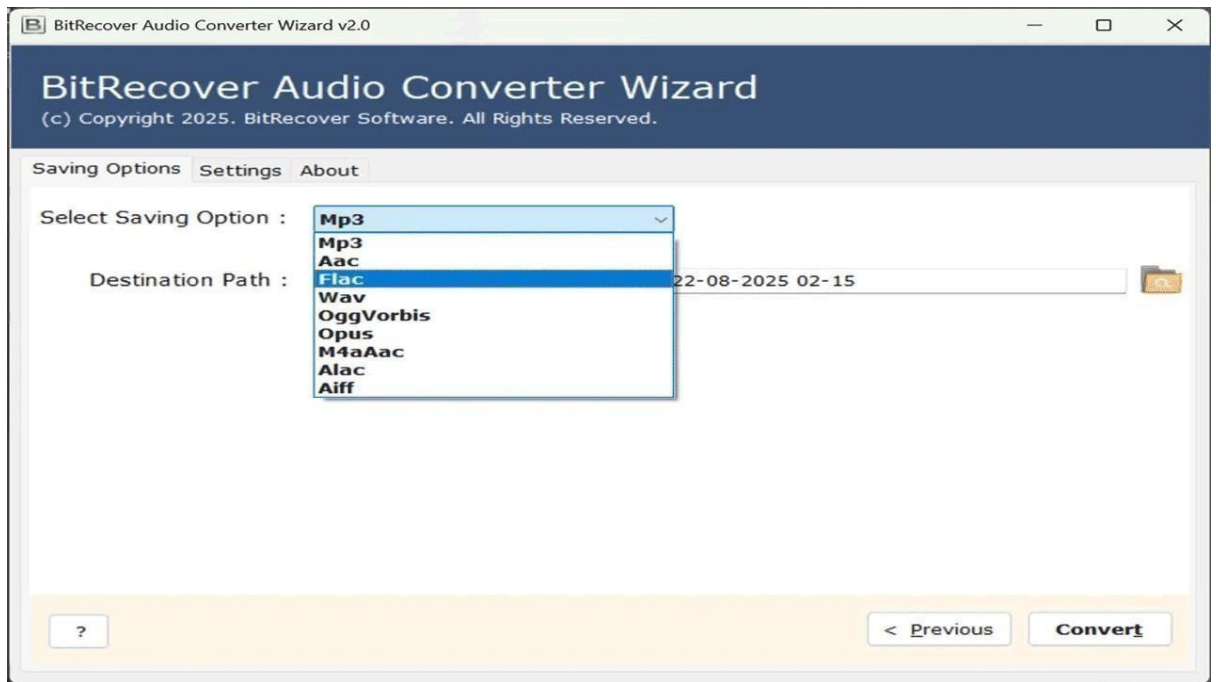 BitRecover Audio Converter Wizard v2.0
BitRecover Audio Converter Wizard
(c) Copyright 2025. BitRecover Software. All Rights Reserved.
Saving Options Settings About
Select Saving Option : Mp3
Mp3
Aac
Destination Path : Flac 22-08-2025 02-15
Wav
OggVorbis
Opus
M4aAac
Alac
Aiff
? < Previous Convert